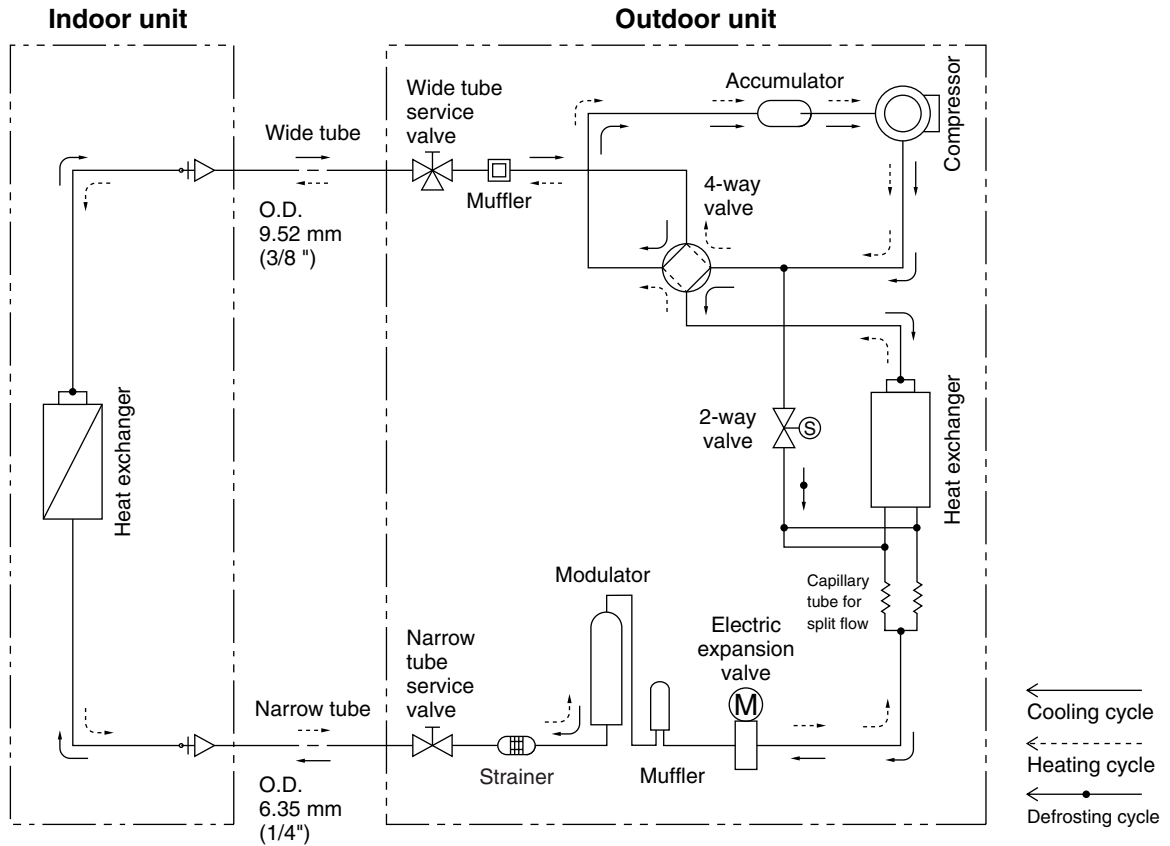 Indoor unit
Outdoor unit
Wide tube
O.D.
9.52 mm
(3/8 ")
Wide tube
service
valve
Muffler
Accumulator
Compressor
4-way
valve
2-way
valve
S
Heat exchanger
Heat exchanger
Capillary
tube for
split flow
Modulator
Electric
expansion
valve
M
Narrow
tube
service
valve
Narrow tube
O.D.
6.35 mm
(1/4")
Strainer
Muffler
Cooling cycle
Heating cycle
Defrosting cycle